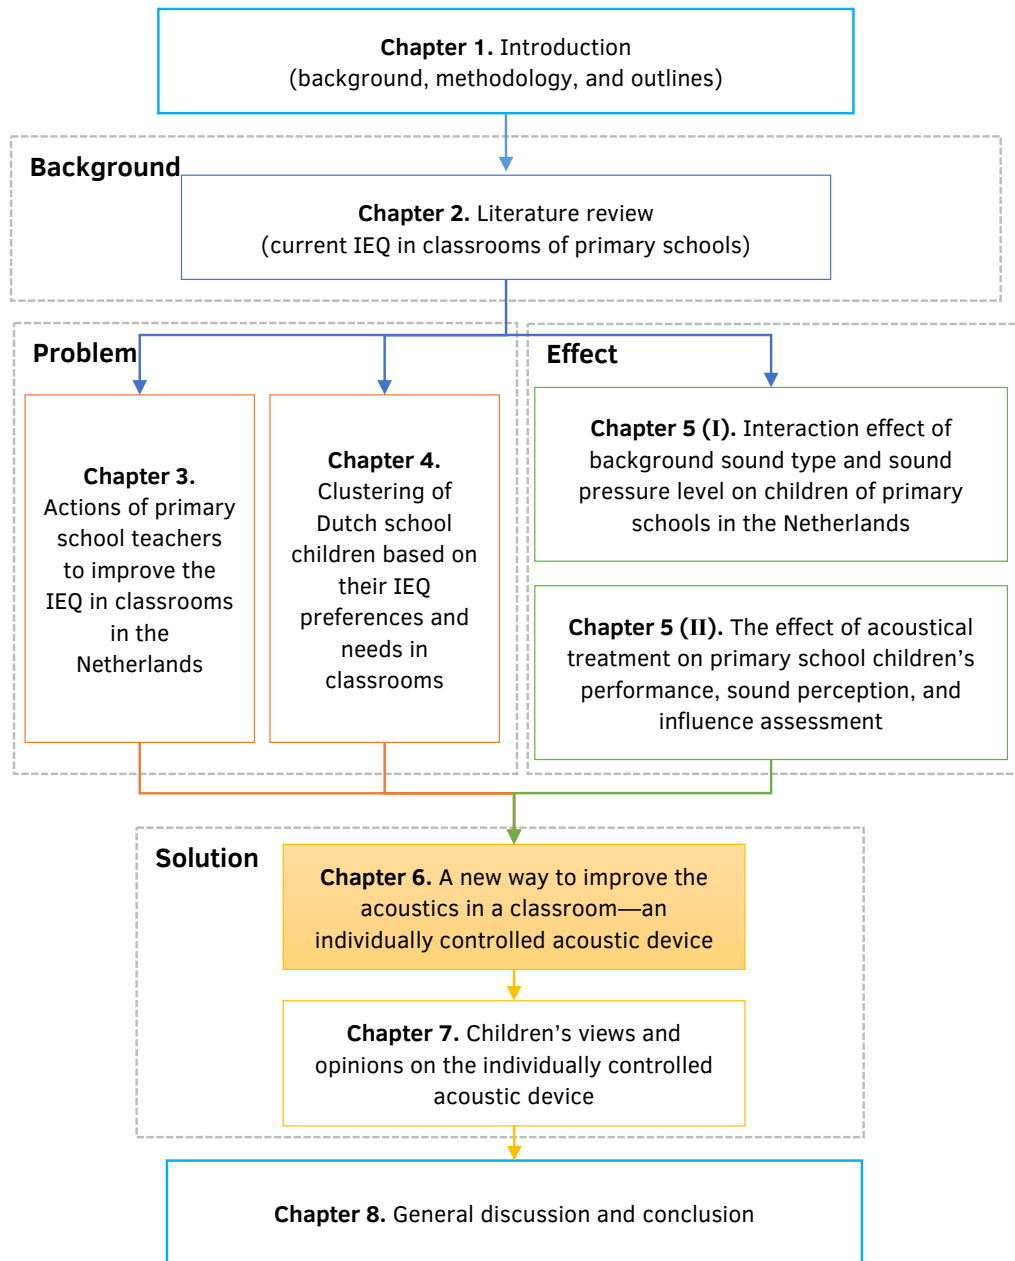 Chapter 1. Introduction
(background, methodology, and outlines)
Background
Chapter 2. Literature review
(current IEQ in classrooms of primary schools)
Problem
Chapter 3.
Actions of primary
school teachers
to improve the
IEQ in classrooms
in the
Netherlands
Chapter 4.
Clustering of
Dutch school
children based on
their IEQ
preferences and
needs in
classrooms
Effect
Chapter 5 (I). Interaction effect of
background sound type and sound
pressure level on children of primary
schools in the Netherlands
Chapter 5 (II). The effect of acoustical
treatment on primary school children’s
performance, sound perception, and
influence assessment
Solution
Chapter 6. A new way to improve the
acoustics in a classroom—an
individually controlled acoustic device
Chapter 7. Children’s views and
opinions on the individually controlled
acoustic device
Chapter 8. General discussion and conclusion